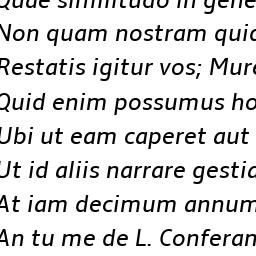 Quae similitudo in gene
Non quam nostram quid
Restatis igitur vos; Mure
Quid enim possumus ho
Ubi ut eam caperet aut
Ut id aliis narrare gestia
At iam decimum annum
An tu me de L. Conferan